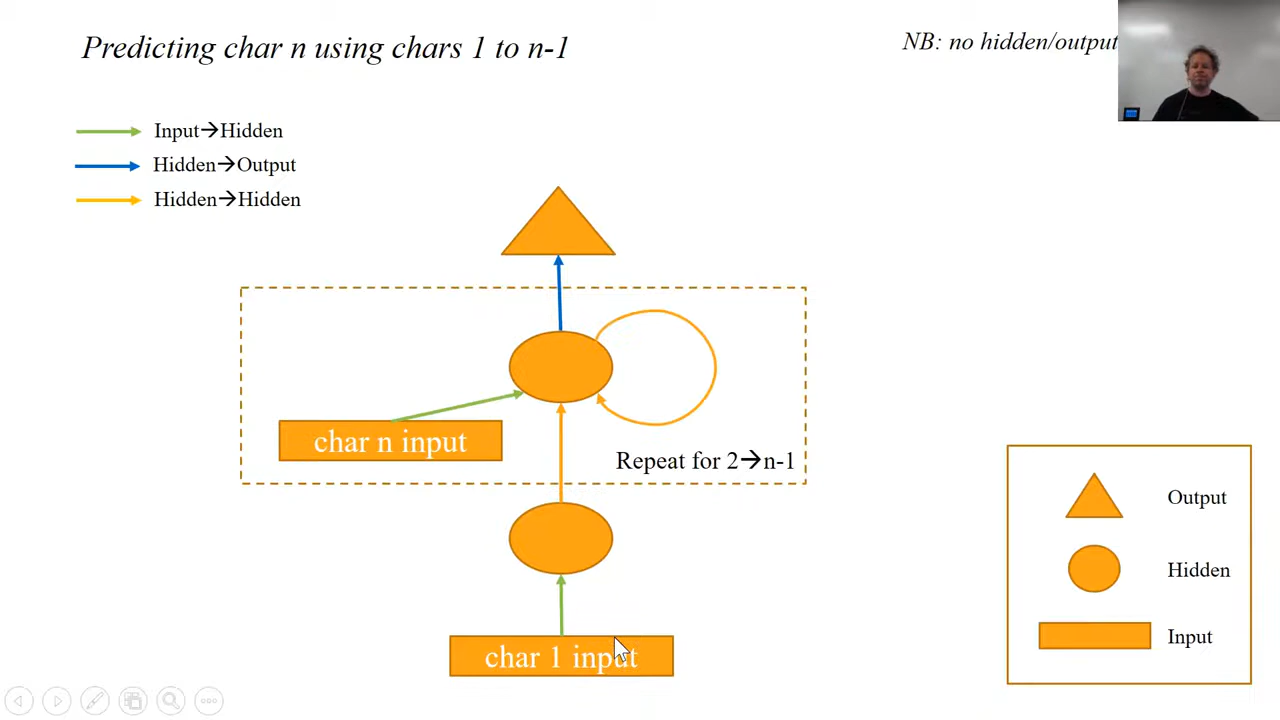 Predicting char n using chars 1 to n-1
NB: no hidden/output
Input→Hidden
Hidden→Output
Hidden→Hidden
char n input
Repeat for 2→n-1
char 1 input
Output
Hidden
Input